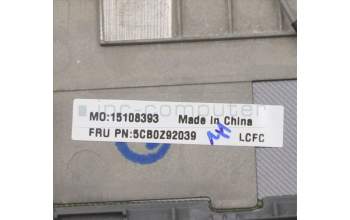 ipc-computer
MO:15108393 Made in China
FRU PN:5CB0Z92039 LCFC